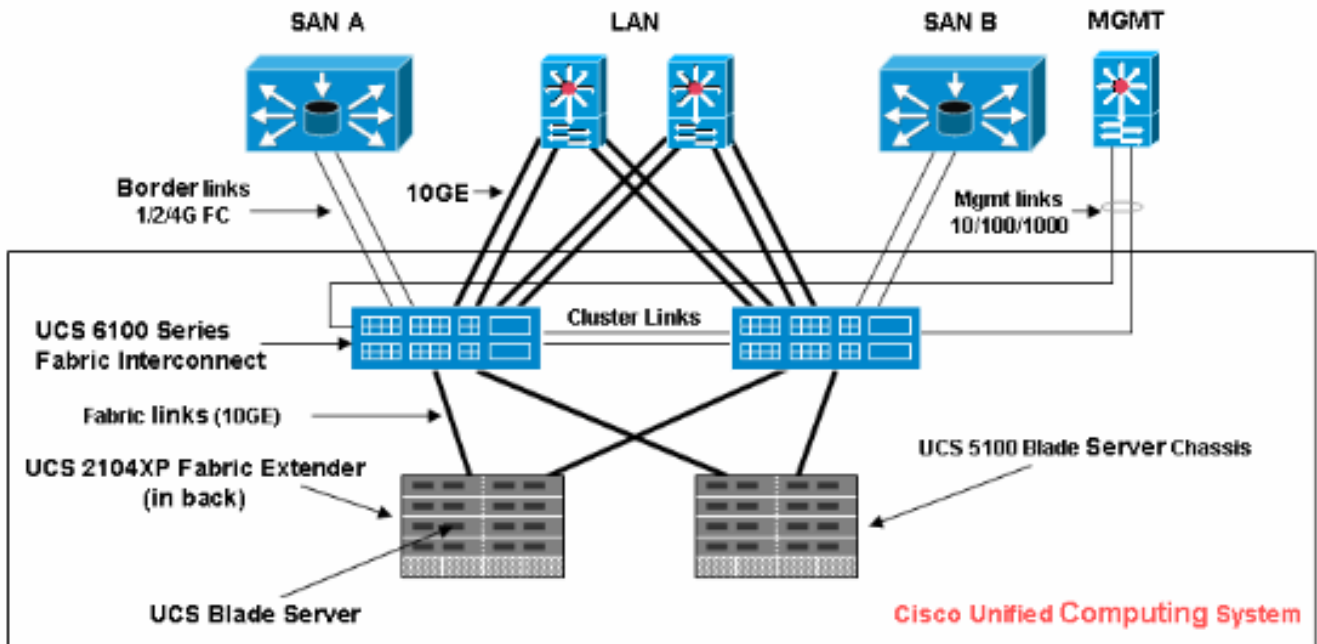 SAN A
LAN
SAN B
MGMT
Border links
1/2/4G FC
10GE
Mgmt links
10/100/1000
UCS 6100 Series
Fabric Interconnect
Cluster Links
Fabric links (10GE)
UCS 2104XP Fabric Extender
(in back)
UCS 5100 Blade Server Chassis
UCS Blade Server
Cisco Unified Computing System